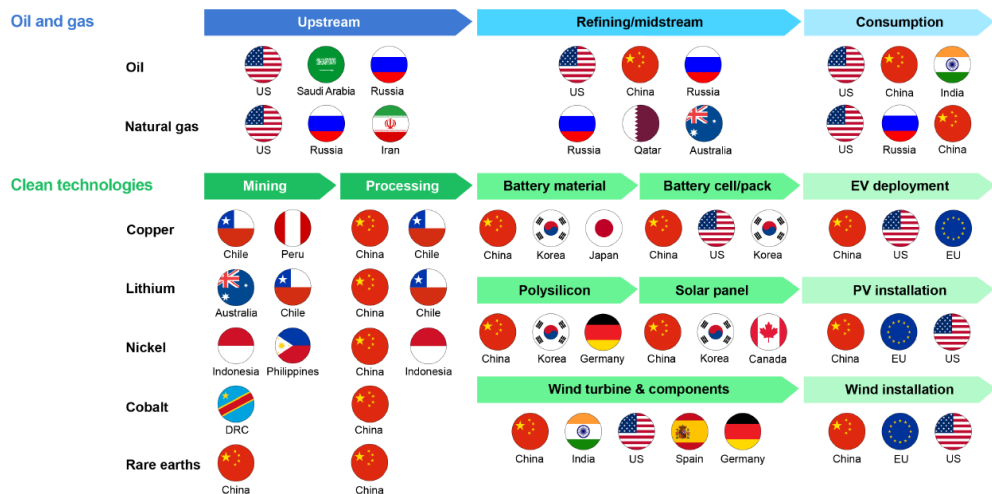 Oil and gas
Upstream
Refining/midstream
Consumption
Oil
US Saudi Arabia Russia
US China Russia
US China India
Natural gas
US Russia Iran
Russia Qatar Australia
US Russia China
Clean technologies
Mining
Processing
Battery material
Battery cell/pack
EV deployment
Copper
Chile Peru
China Chile
China Korea Japan
China US Korea
China US EU
Lithium
Australia Chile
China Chile
Polysilicon
Solar panel
PV installation
Nickel
Indonesia Philippines
China Indonesia
China Korea Germany
China Korea Canada
China EU US
Wind turbine & components
Wind installation
Cobalt
DRC
China
China India US Spain Germany
China EU US
Rare earths
China
China